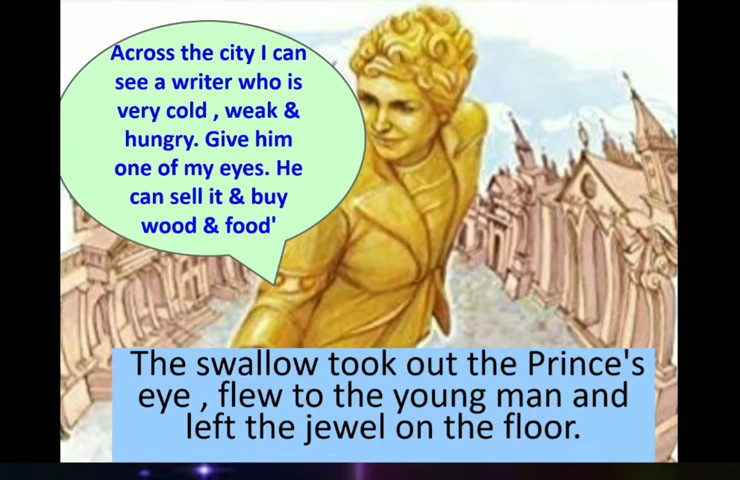 Across the city I can
see a writer who is
very cold , weak &
hungry. Give him
one of my eyes. He
can sell it & buy
wood & food'
The swallow took out the Prince's
eye , flew to the young man and
left the jewel on the floor.